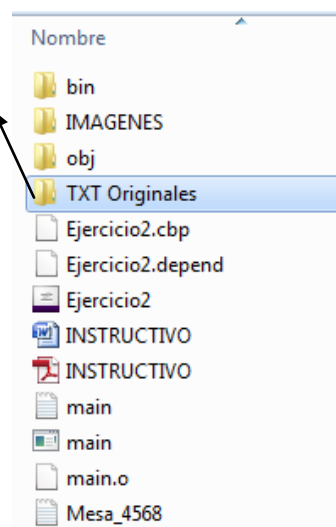 Nombre
bin
IMAGENES
obj
TXT Originales
Ejercicio2.cbp
Ejercicio2.depend
Ejercicio2
INSTRUCTIVO
INSTRUCTIVO
main
main
main.o
Mesa_4568